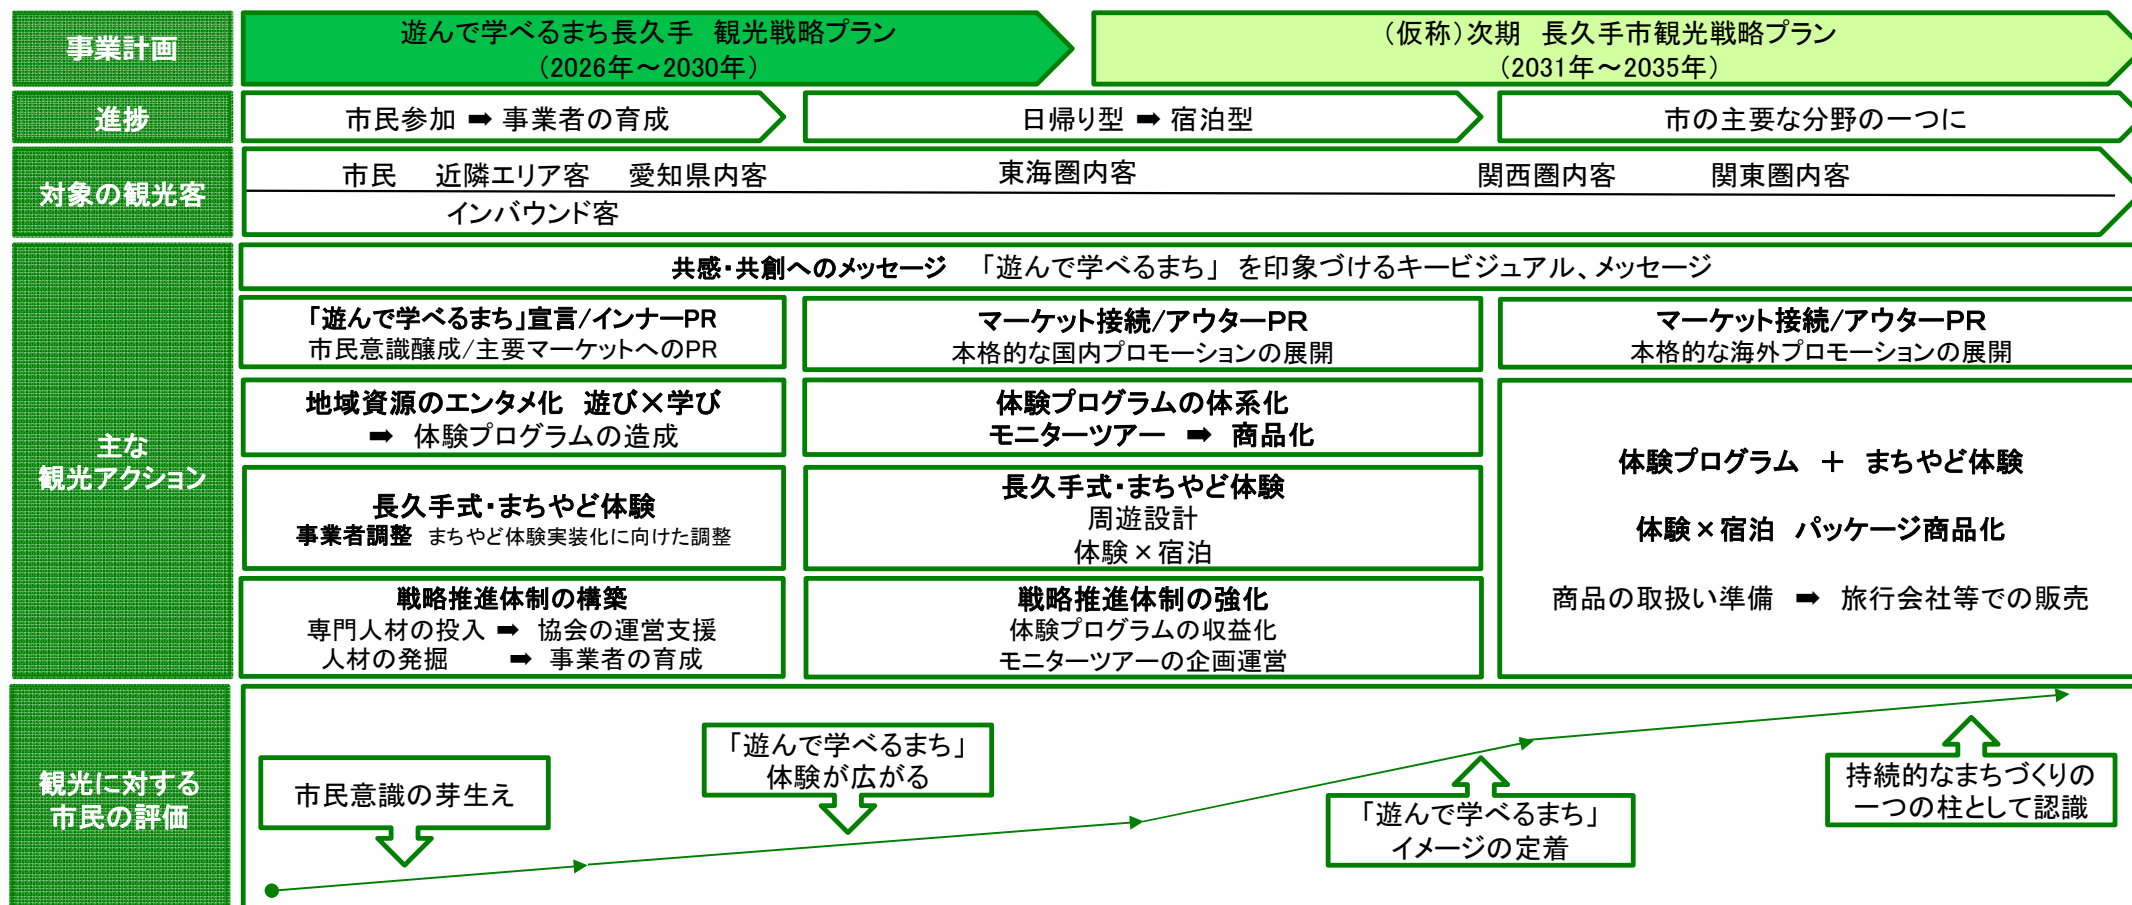 事業計画
遊んで学べるまち長久手　観光戦略プラン
（2026年～2030年）
（仮称）次期　長久手市観光戦略プラン
（2031年～2035年）
進捗
市民参加 ➡ 事業者の育成
日帰り型 ➡ 宿泊型
市の主要な分野の一つに
対象の観光客
市民　近隣エリア客　愛知県内客　東海圏内客　関西圏内客　関東圏内客
インバウンド客
主な
観光アクション
共感・共創へのメッセージ　「遊んで学べるまち」を印象づけるキービジュアル、メッセージ
「遊んで学べるまち」宣言/インナーPR
市民意識醸成/主要マーケットへのPR
マーケット接続/アウターPR
本格的な国内プロモーションの展開
マーケット接続/アウターPR
本格的な海外プロモーションの展開
地域資源のエンタメ化　遊び×学び
➡ 体験プログラムの造成
体験プログラムの体系化
モニターツアー ➡ 商品化
長久手式・まちやど体験
事業者調整　まちやど体験実装化に向けた調整
長久手式・まちやど体験
周遊設計
体験×宿泊
戦略推進体制の構築
専門人材の投入 ➡ 協会の運営支援
人材の発掘 ➡ 事業者の育成
戦略推進体制の強化
体験プログラムの収益化
モニターツアーの企画運営
体験プログラム ＋ まちやど体験
体験×宿泊　パッケージ商品化
商品の取扱い準備 ➡ 旅行会社等での販売
観光に対する
市民の評価
市民意識の芽生え
「遊んで学べるまち」
体験が広がる
「遊んで学べるまち」
イメージの定着
持続的なまちづくりの
一つの柱として認識